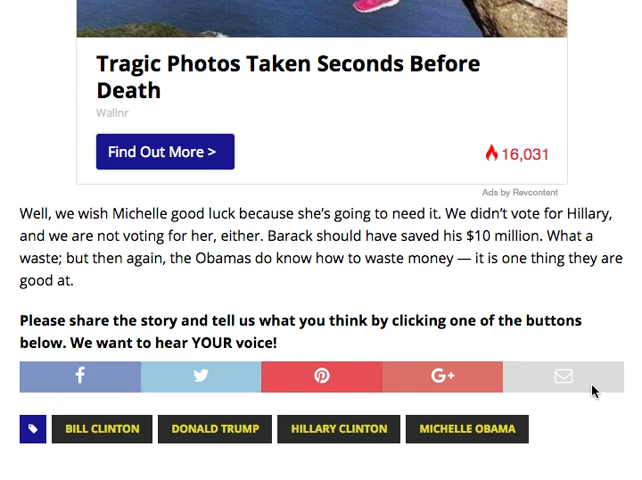 Tragic Photos Taken Seconds Before
Death
Wallnr
Find Out More >
16,031
Ads by Revcontent
Well, we wish Michelle good luck because she's going to need it. We didn't vote for Hillary,
and we are not voting for her, either. Barack should have saved his $10 million. What a
waste; but then again, the Obamas do know how to waste money — it is one thing they are
good at.
Please share the story and tell us what you think by clicking one of the buttons
below. We want to hear YOUR voice!
G+
BILL CLINTON
DONALD TRUMP
HILLARY CLINTON
MICHELLE OBAMA